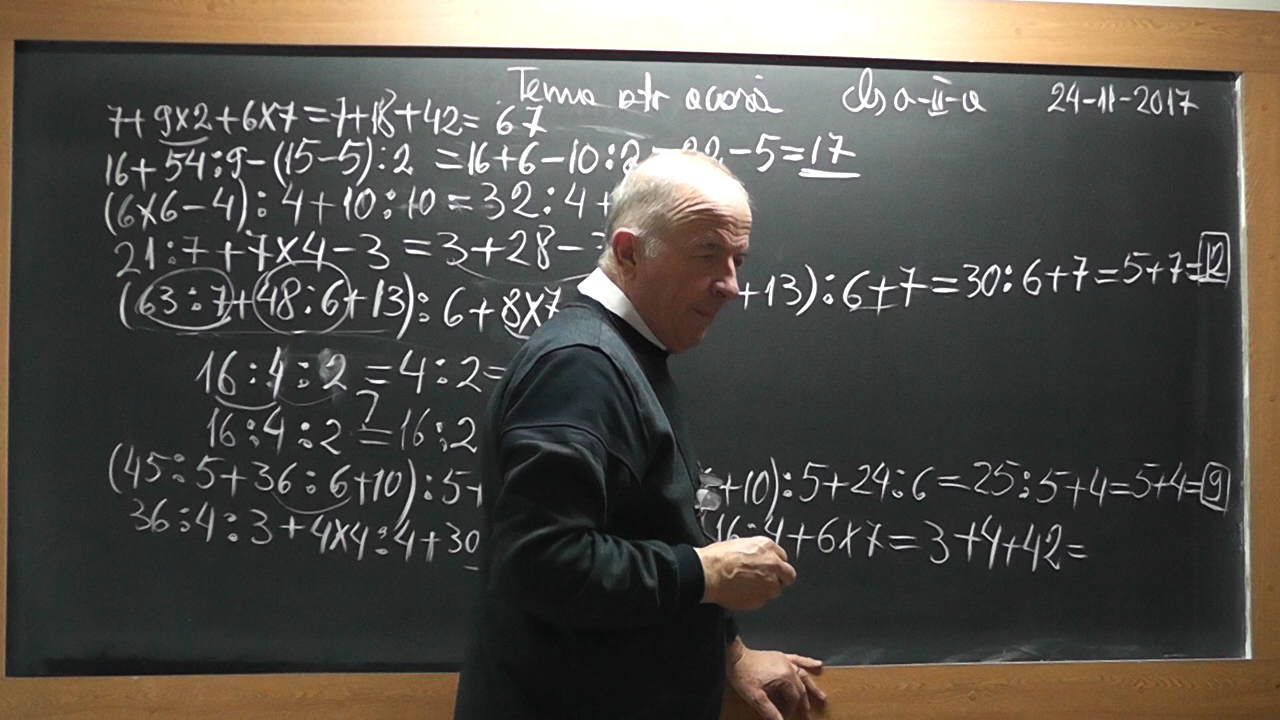 Tema ptr acasă cls a-II-a 24-11-2017
7+9x2+6x7=7+18+42=67
16+54:9-(15-5):2=16+6-10:2=22-5=17
(6x6-4):4+10:10=32:4+
21:7+7x4-3=3+28-3
(63:7+48:6+13):6+8x7 +13):6+7=30:6+7=5+7=12
16:4:2=4:2=
16:4:2=16:2
?
(45:5+36:6+10):5+ +10):5+24:6=25:5+4=5+4=9
36:4:3+4x4:4+30 16:4+6x7=3+4+42=